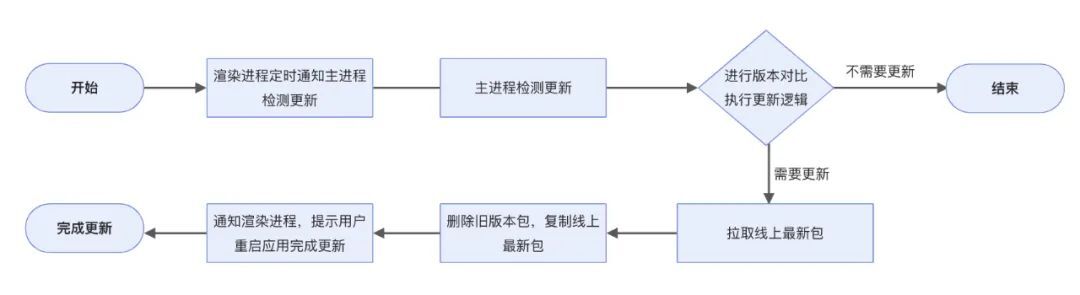 开始
渲染进程定时通知主进程
检测更新
主进程检测更新
进行版本对比
执行更新逻辑
不需要更新
结束
需要更新
完成更新
通知渲染进程，提示用户
重启应用完成更新
删除旧版本包，复制线上
最新包
拉取线上最新包